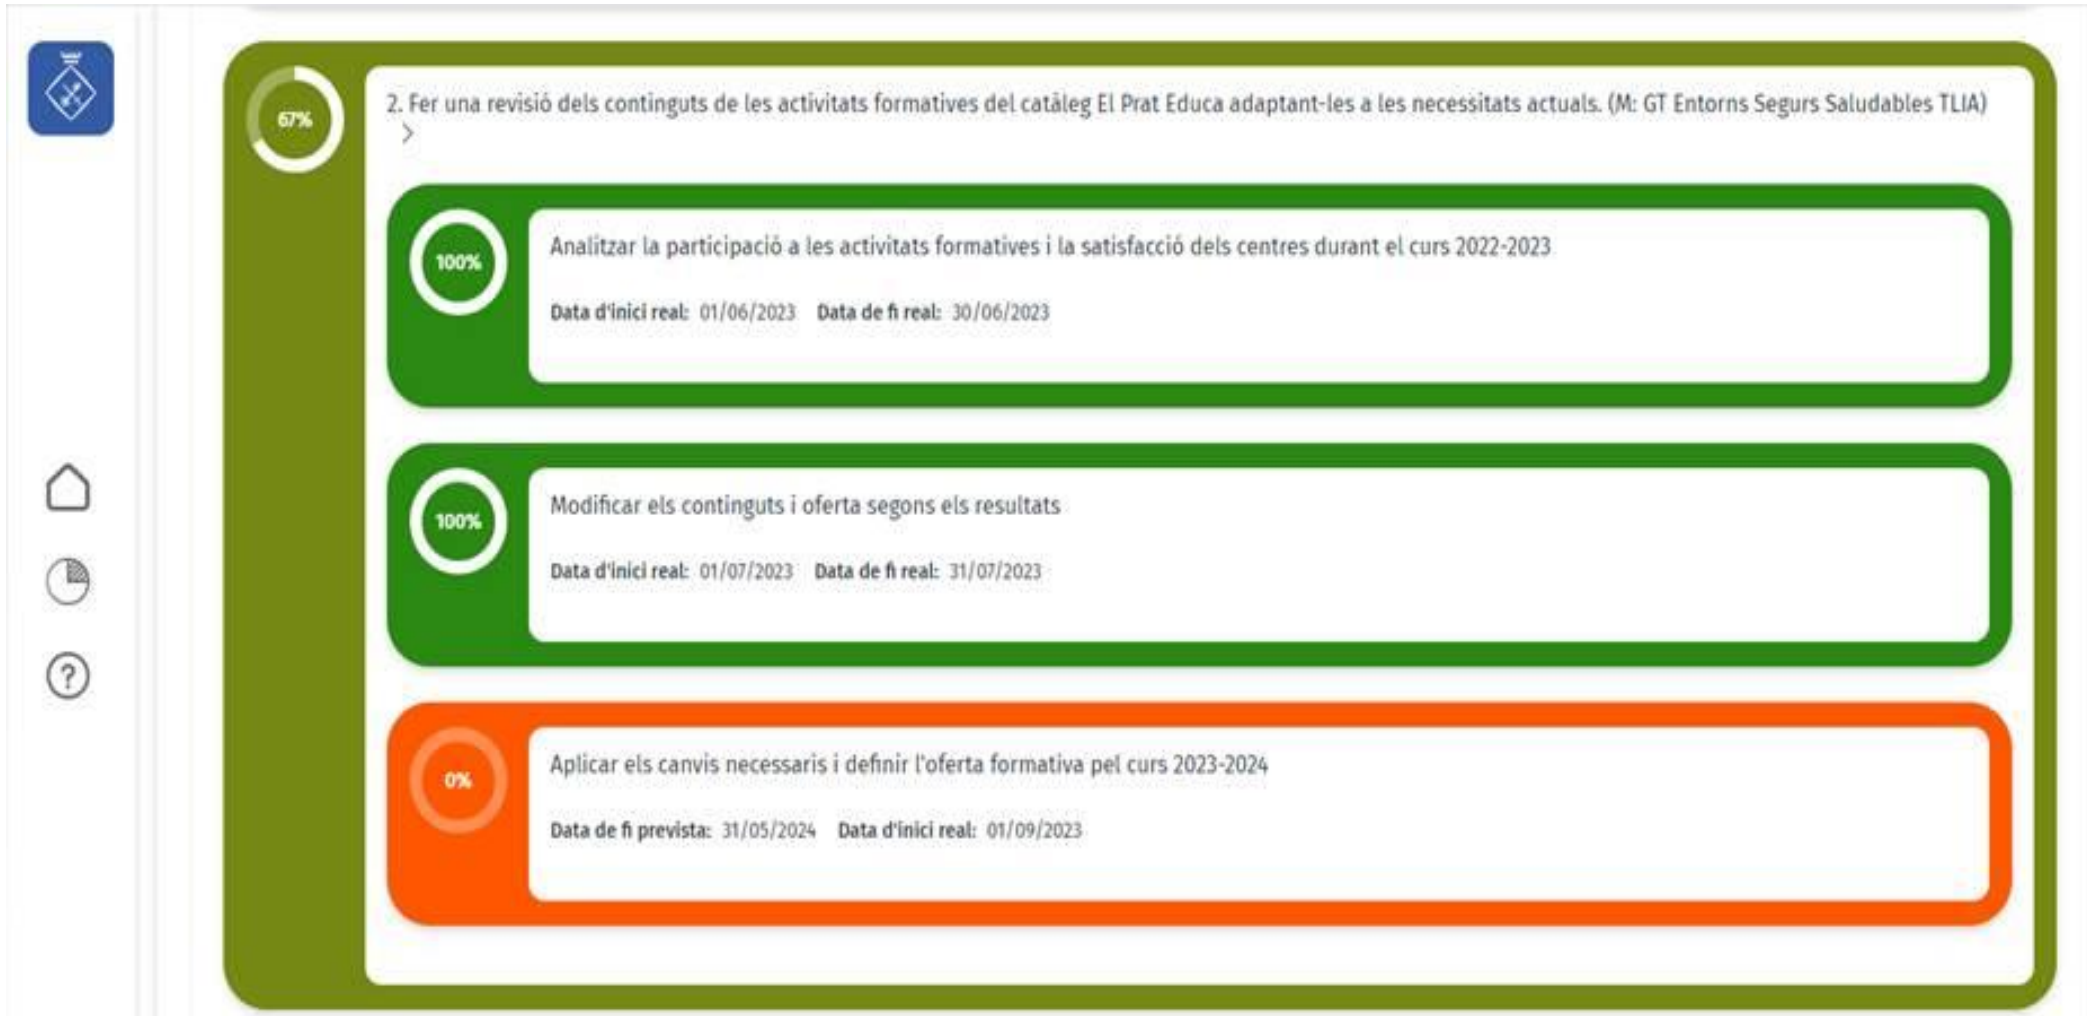 67%
2. Fer una revisió dels continguts de les activitats formatives del catàleg El Prat Educa adaptant-les a les necessitats actuals. (M: GT Entorns Segurs Saludables TLIA)
100%
Analitzar la participació a les activitats formatives i la satisfacció dels centres durant el curs 2022-2023
Data d'inici real: 01/06/2023 Data de fi real: 30/06/2023
100%
Modificar els continguts i oferta segons els resultats
Data d'inici real: 01/07/2023 Data de fi real: 31/07/2023
0%
Aplicar els canvis necessaris i definir l'oferta formativa pel curs 2023-2024
Data de fi prevista: 31/05/2024 Data d'inici real: 01/09/2023